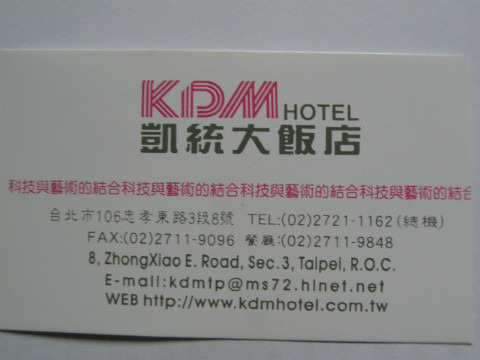 KDM HOTEL
凱統大飯店
科技與藝術的結合科技與藝術的結合科技與藝術的結合科技與藝術的結合
台北市106忠孝東路3段8號 TEL:(02)2721-1162(總機)
FAX:(02)2711-9096 餐廳:(02)2711-9848
8, ZhongXiao E. Road, Sec. 3, Taipei, R.O.C.
E-mail:kdmtp@ms72.hinet.net
WEB http://www.kdmhotel.com.tw